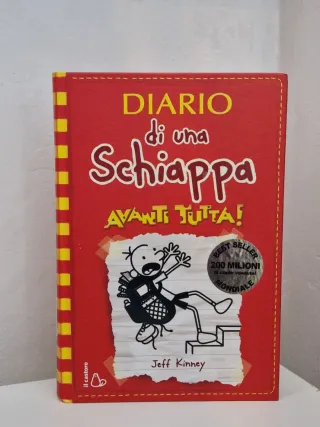 DIARIO
di una
Schiappa
AVANTI TUTTA!
BEST SELLER
200 MILIONI
MONDIALE
Jeff Kinney
il castoro